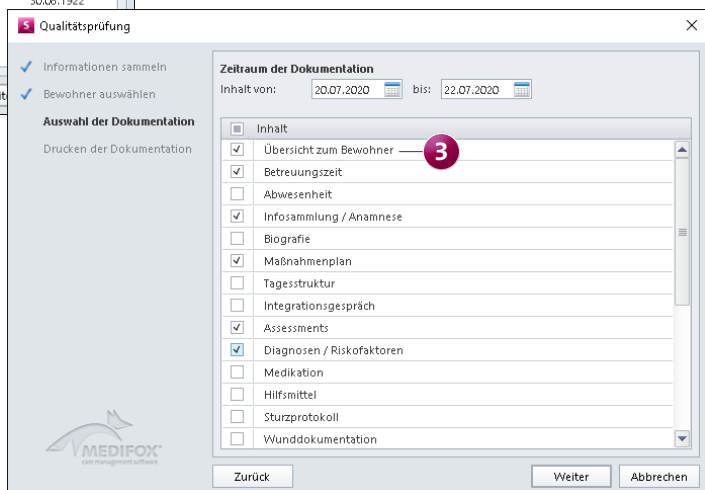 30.06.1922
S Qualitätsprüfung
Informationen sammeln
Bewohner auswählen
Auswahl der Dokumentation
Drucken der Dokumentation
Zeitraum der Dokumentation
Inhalt von: 20.07.2020 bis: 22.07.2020
Inhalt
Übersicht zum Bewohner 3
Betreuungszeit
Abwesenheit
Infosammlung / Anamnese
Biografie
Maßnahmenplan
Tagesstruktur
Integrationsgespräch
Assessments
Diagnosen / Risikofaktoren
Medikation
Hilfsmittel
Sturzprotokoll
Wunddokumentation
MEDIFOX
care management software
Zurück Weiter Abbrechen